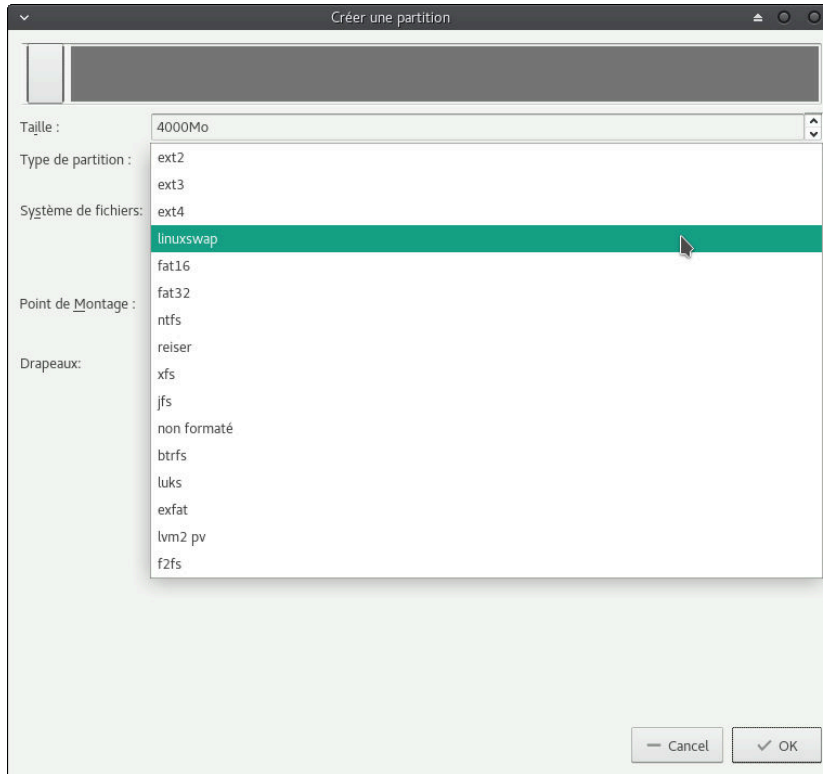 Créer une partition
Taille :
4000Mo
Type de partition :
Système de fichiers:
Point de Montage :
Drapeaux:
ext2
ext3
ext4
linuxswap
fat16
fat32
ntfs
reiser
xfs
jfs
non formaté
btrfs
luks
exfat
lvm2 pv
f2fs
Cancel
OK